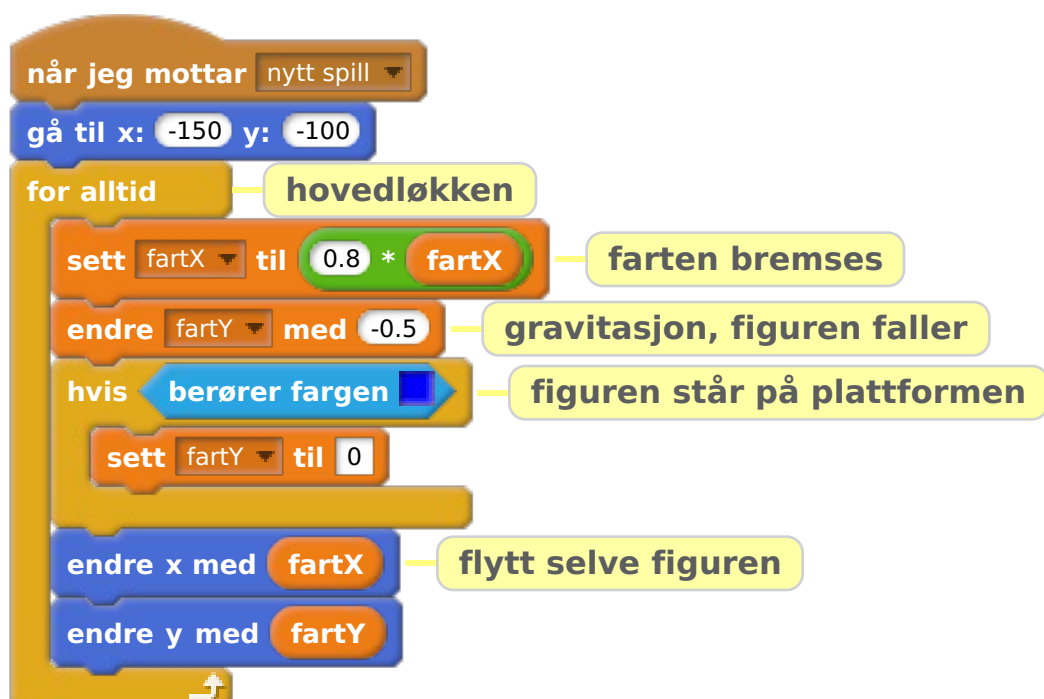 når jeg mottar nytt spill
gå til x: -150 y: -100
for alltid hovedløkken
sett fartX til 0.8 * fartX farten bremses
endre fartY med -0.5 gravitasjon, figuren faller
hvis berører fargen figuren står på plattformen
sett fartY til 0
endre x med fartX flytt selve figuren
endre y med fartY